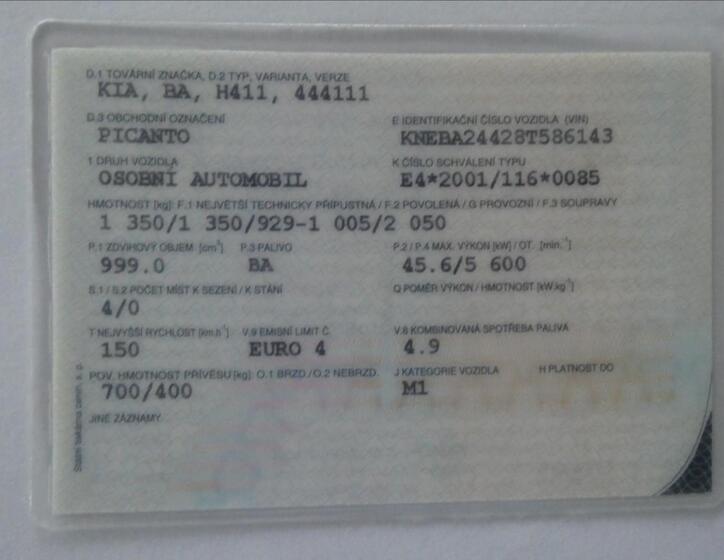 D.1 TOVÁRNÍ ZNAČKA, D.2 TYP, VARIANTA, VERZE
KIA, BA, H411, 444111
D.3 OBCHODNÍ OZNAČENÍ E IDENTIFIKAČNÍ ČÍSLO VOZIDLA (VIN)
PICANTO KNEBA24428T586143
1 DRUH VOZIDLA K ČÍSLO SCHVÁLENÍ TYPU
OSOBNÍ AUTOMOBIL E4*2001/116*0085
HMOTNOST [kg]: F.1 NEJVĚTŠÍ TECHNICKY PŘÍPUSTNÁ / F.2 POVOLENÁ / G PROVOZNÍ / F.3 SOUPRAVY
1 350/1 350/929-1 005/2 050
P.1 ZDVIHOVÝ OBJEM [cm³] P.3 PALIVO P.2 / P.4 MAX. VÝKON [kW] / OT. [min.⁻¹]
999.0 BA 45.6/5 600
S.1 / S.2 POČET MÍST K SEZENÍ / K STÁNÍ Q POMĚR VÝKON / HMOTNOST [kW.kg⁻¹]
4/0
T NEJVYŠŠÍ RYCHLOST [km.h⁻¹] V.9 EMISNÍ LIMIT Č. V.8 KOMBINOVANÁ SPOTŘEBA PALIVA
150 EURO 4 4.9
POV. HMOTNOST PŘÍVĚSU [kg]: O.1 BRZD / O.2 NEBRZD. J KATEGORIE VOZIDLA H PLATNOST DO
700/400 M1
JINÉ ZÁZNAMY
Státní tiskárna cenin, s. p.